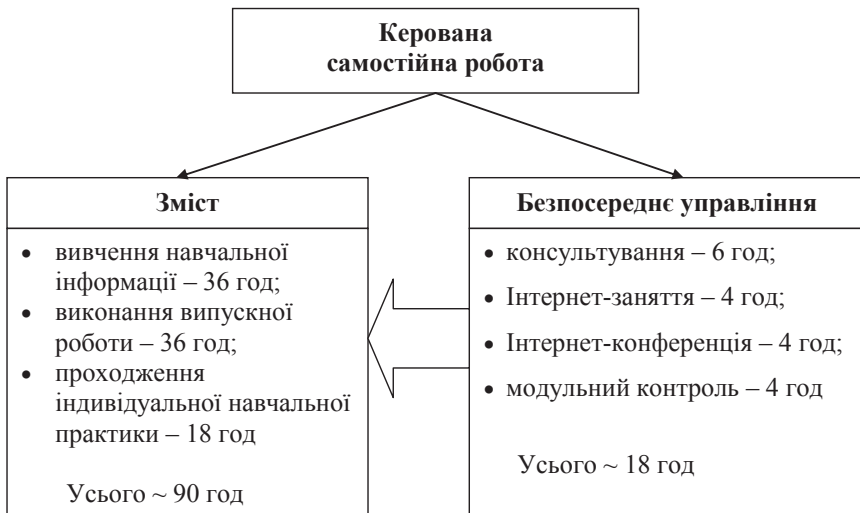 Керована
самостійна робота
Зміст
• вивчення навчальної
інформації – 36 год;
• виконання випускної
роботи – 36 год;
• проходження
індивідуальної навчальної
практики – 18 год
Усього ~ 90 год
Безпосереднє управління
• консультування – 6 год;
• Інтернет-заняття – 4 год;
• Інтернет-конференція – 4 год;
• модульний контроль – 4 год
Усього ~ 18 год